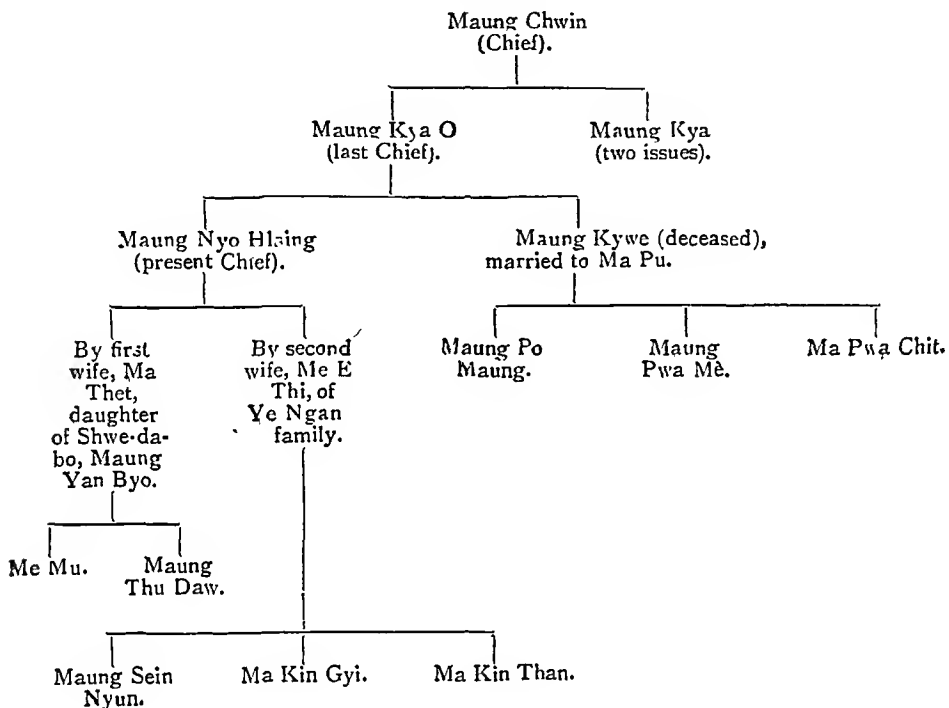 Maung Chwin
(Chief).
Maung Kya O
(last Chief).
Maung Kya
(two issues).
Maung Nyo Hlaing
(present Chief).
Maung Kywe (deceased),
married to Ma Pu.
By first
wife, Ma
Thet,
daughter
of Shwe-da-
bo, Maung
Yan Byo.
By second
wife, Me E
Thi, of
Ye Ngan
family.
Maung Po
Maung.
Maung
Pwa Mè.
Ma Pwa Chit.
Me Mu.
Maung
Thu Daw.
Maung Sein
Nyun.
Ma Kin Gyi.
Ma Kin Than.